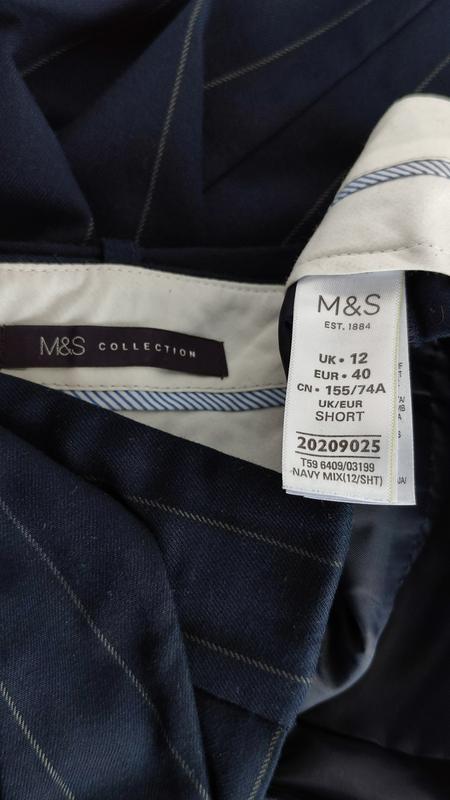 M&S COLLECTION
M&S
EST. 1884
UK • 12
EUR • 40
CN • 155/74A
UK/EUR
SHORT
20209025
T59 6409/03199
NAVY MIX(12/SHT)